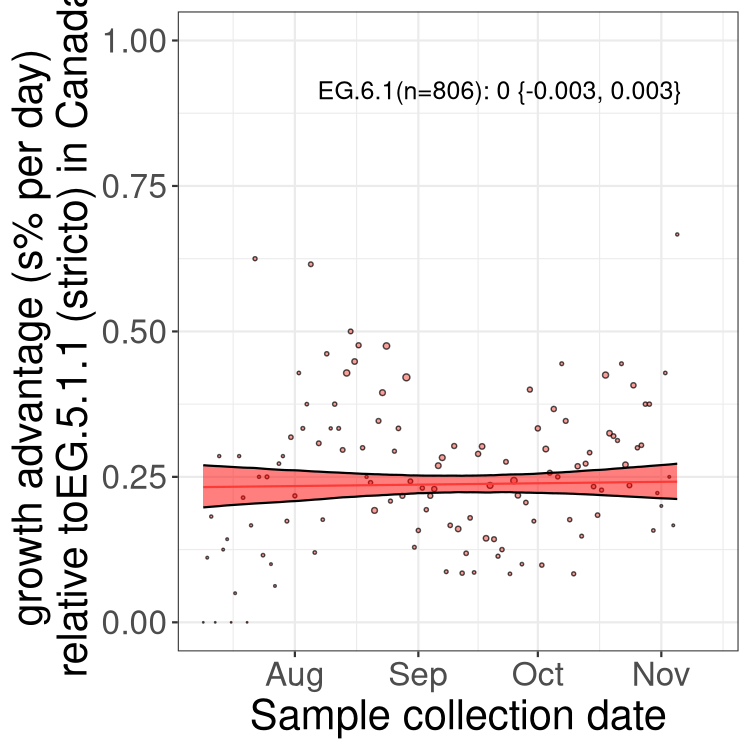 growth advantage (s% per day)
relative toEG.5.1.1 (stricto) in Canada
1.00
0.75
0.50
0.25
0.00
EG.6.1(n=806): 0 {-0.003, 0.003}
Aug Sep Oct Nov
Sample collection date